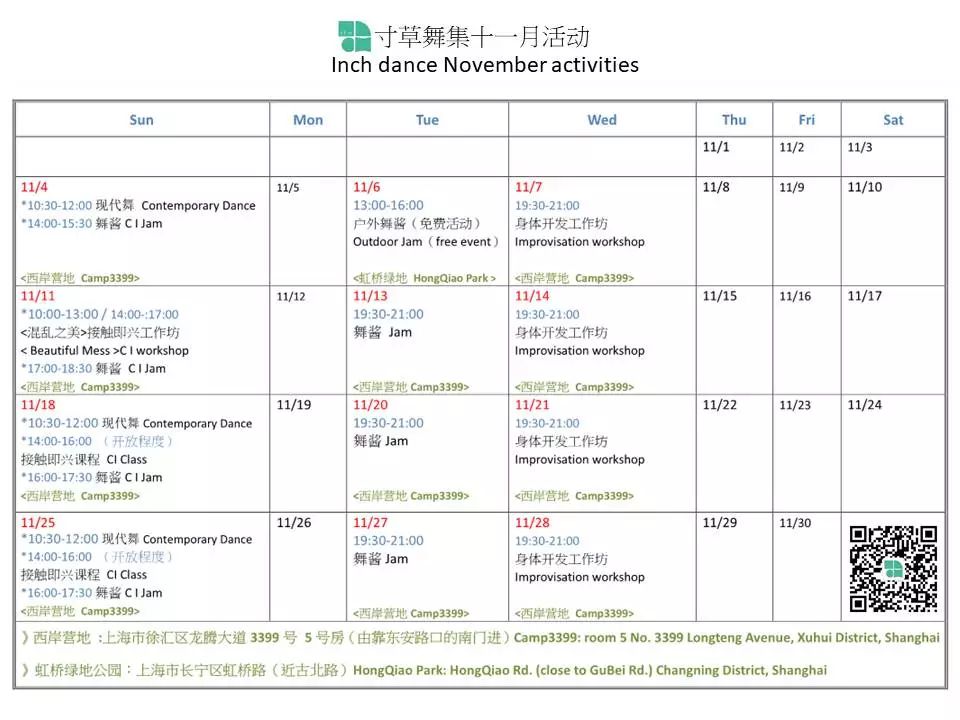 寸草舞集十一月活动
Inch dance November activities
Sun Mon Tue Wed Thu Fri Sat
11/1 11/2 11/3
11/4
*10:30-12:00 现代舞 Contemporary Dance
*14:00-15:30 舞酱 C I Jam
<西岸营地 Camp3399>
11/5
11/6
13:00-16:00
户外舞酱（免费活动）
Outdoor Jam（free event）
<虹桥绿地 HongQiao Park >
11/7
19:30-21:00
身体开发工作坊
Improvisation workshop
<西岸营地 Camp3399>
11/8
11/9
11/10
11/11
*10:00-13:00 / 14:00-:17:00
<混乱之美>接触即兴工作坊
< Beautiful Mess >C I workshop
*17:00-18:30 舞酱 C I Jam
<西岸营地 Camp3399>
11/12
11/13
19:30-21:00
舞酱 Jam
<西岸营地 Camp3399>
11/14
19:30-21:00
身体开发工作坊
Improvisation workshop
<西岸营地 Camp3399>
11/15
11/16
11/17
11/18
*10:30-12:00 现代舞 Contemporary Dance
*14:00-16:00 （开放程度）
接触即兴课程 CI Class
*16:00-17:30 舞酱 C I Jam
<西岸营地 Camp3399>
11/19
11/20
19:30-21:00
舞酱 Jam
<西岸营地 Camp3399>
11/21
19:30-21:00
身体开发工作坊
Improvisation workshop
<西岸营地 Camp3399>
11/22
11/23
11/24
11/25
*10:30-12:00 现代舞 Contemporary Dance
*14:00-16:00 （开放程度）
接触即兴课程 CI Class
*16:00-17:30 舞酱 C I Jam
<西岸营地 Camp3399>
11/26
11/27
19:30-21:00
舞酱 Jam
<西岸营地 Camp3399>
11/28
19:30-21:00
身体开发工作坊
Improvisation workshop
<西岸营地 Camp3399>
11/29
11/30
》西岸营地 :上海市徐汇区龙腾大道 3399 号 5 号房（由靠东安路口的南门进）Camp3399: room 5 No. 3399 Longteng Avenue, Xuhui District, Shanghai
》虹桥绿地公园：上海市长宁区虹桥路（近古北路）HongQiao Park: HongQiao Rd. (close to GuBei Rd.) Changning District, Shanghai